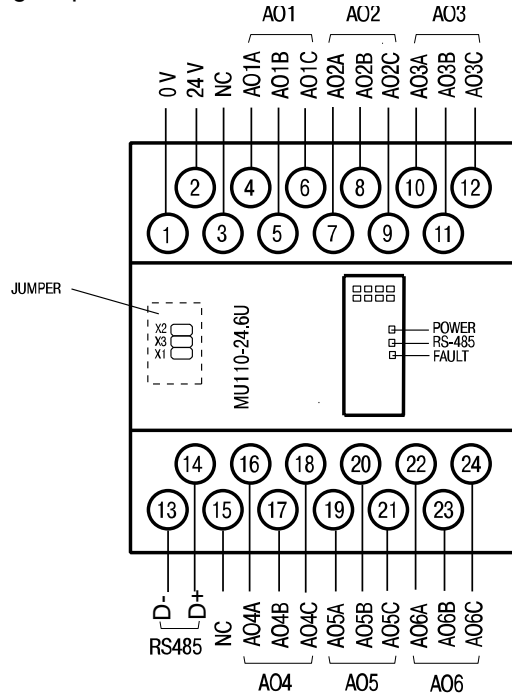 AO1 AO2 AO3
0 V 24 V NC AO1A AO1B AO1C AO2A AO2B AO2C AO3A AO3B AO3C
2 4 6 8 10 12
1 3 5 7 9 11
JUMPER
X2
X3
X1
MU110-24.6U
POWER
RS-485
FAULT
14 16 18 20 22 24
13 15 17 19 21 23
D- D+ NC AO4A AO4B AO4C AO5A AO5B AO5C AO6A AO6B AO6C
RS485
AO4 AO5 AO6